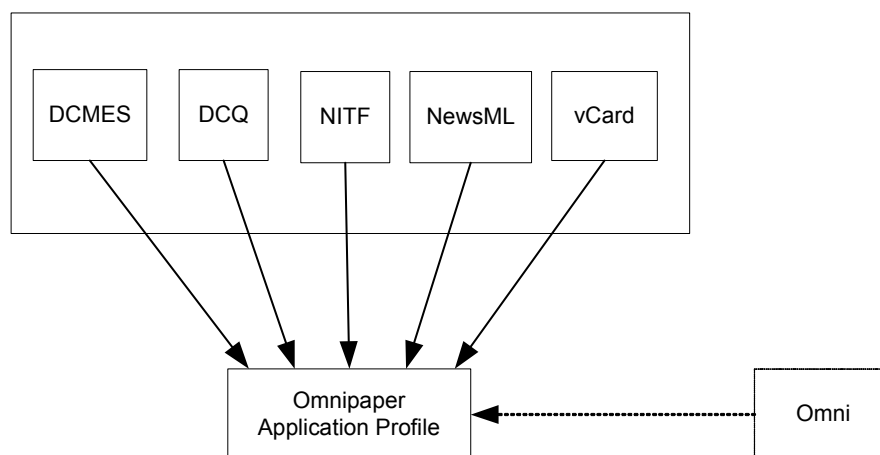 DCMES
DCQ
NITF
NewsML
vCard
Omnipaper
Application Profile
Omni